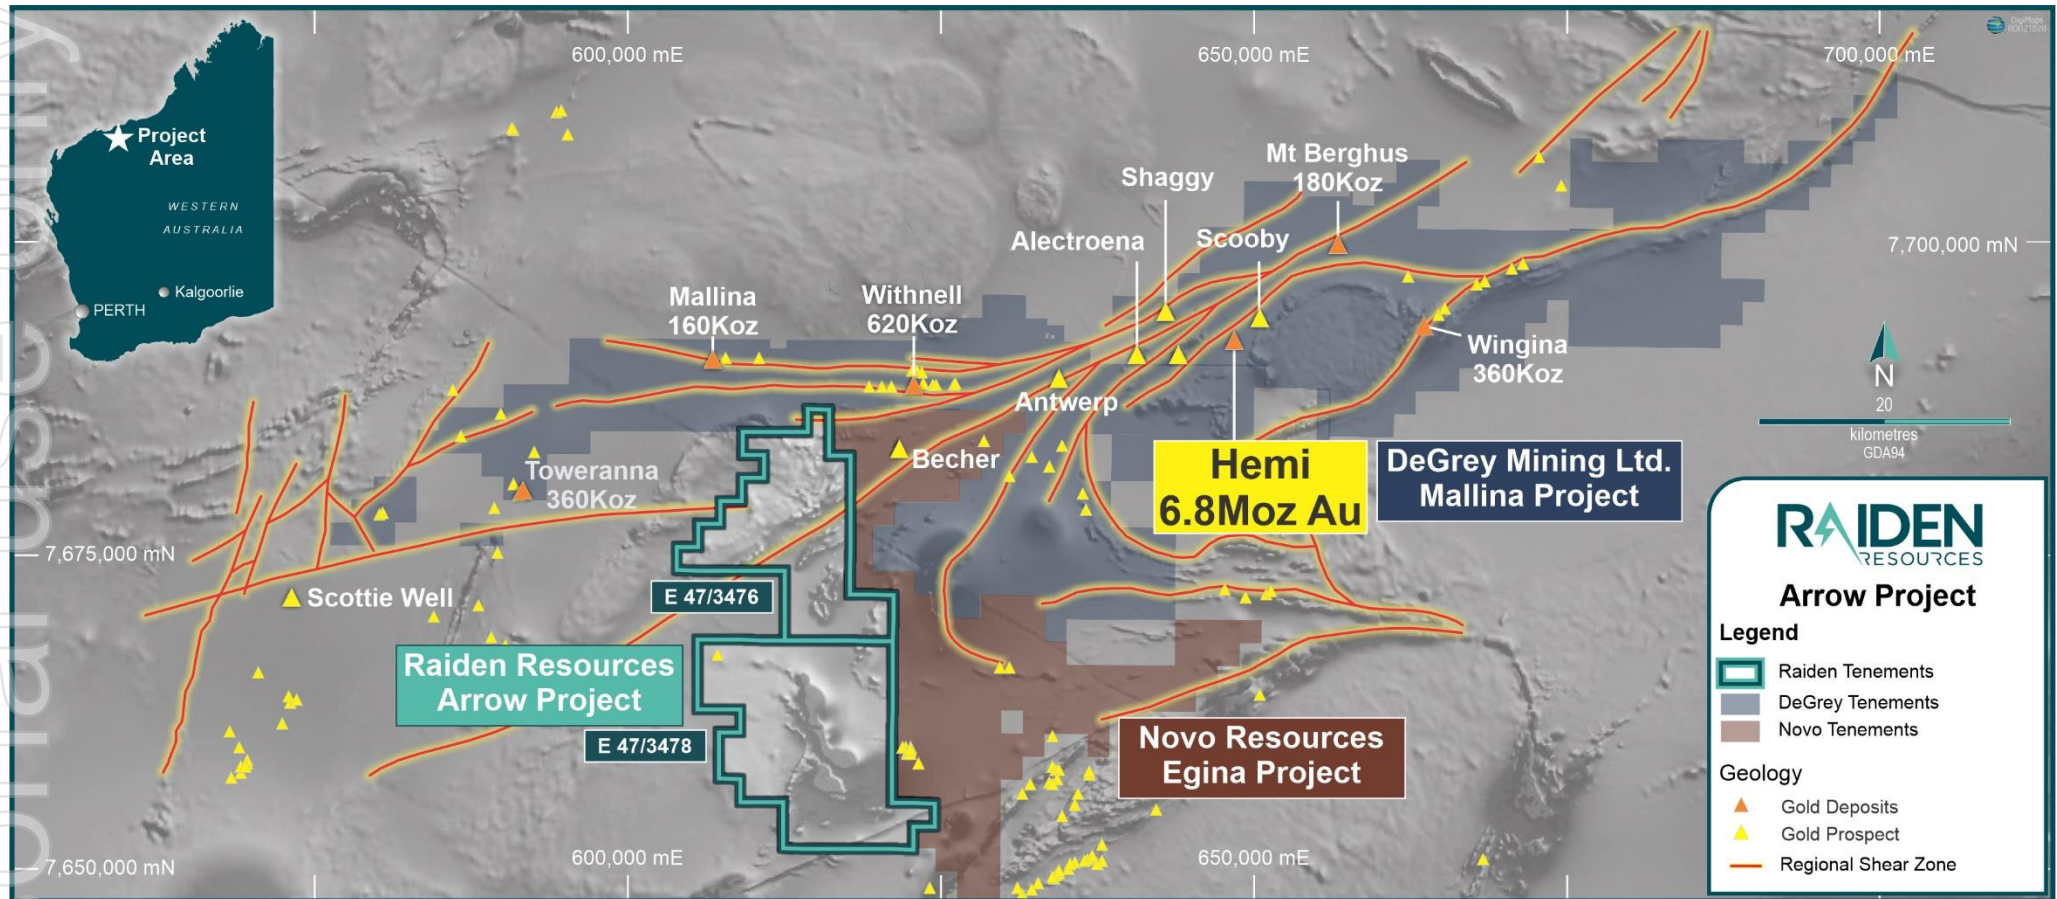 600,000 mE
650,000 mE
700,000 mE
DigiMaps
Project
Area
WESTERN
AUSTRALIA
Kalgoorlie
PERTH
Mt Berghus
180Koz
Shaggy
Alectroena
Scooby
7,700,000 mN
Mallina
160Koz
Withnell
620Koz
Wingina
360Koz
N
20
kilometres
GDA94
Antwerp
Becher
Toweranna
360Koz
Hemi
6.8Moz Au
DeGrey Mining Ltd.
Mallina Project
7,675,000 mN
E 47/3476
Scottie Well
Raiden Resources
Arrow Project
E 47/3478
Novo Resources
Egina Project
7,650,000 mN
600,000 mE
650,000 mE
RAIDEN
RESOURCES
Arrow Project
Legend
Raiden Tenements
DeGrey Tenements
Novo Tenements
Geology
Gold Deposits
Gold Prospect
Regional Shear Zone